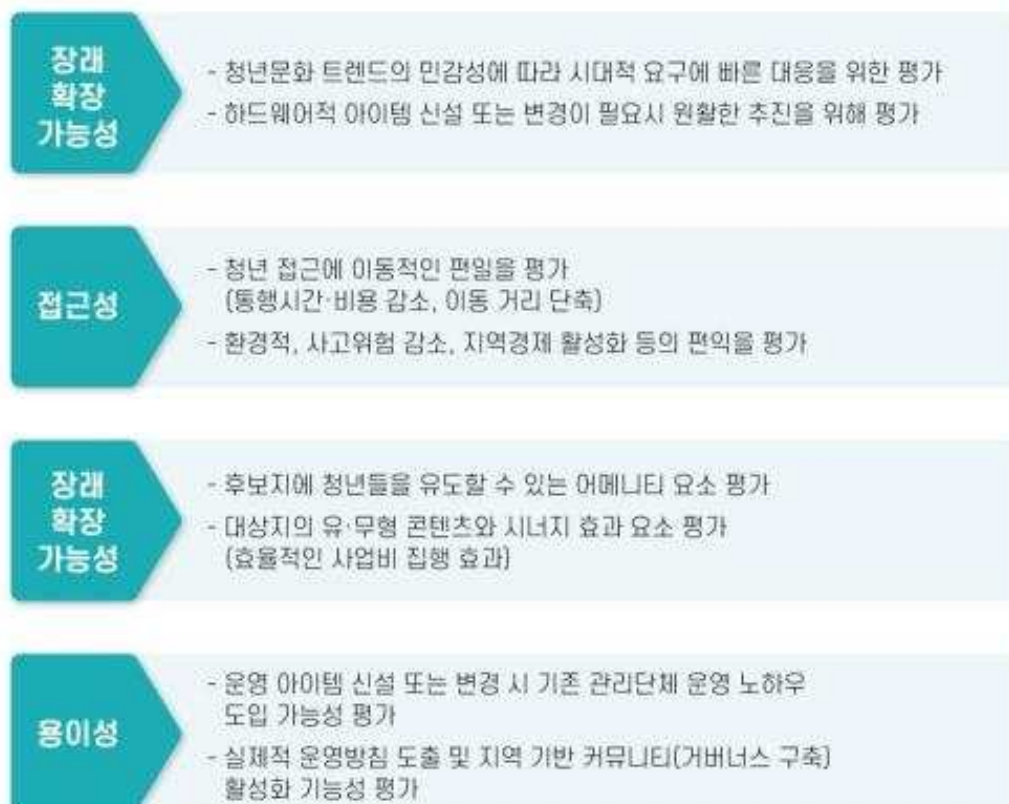 장래
확장
가능성
- 청년문화 트렌드의 민감성에 따라 시대적 요구에 빠른 대응을 위한 평가
- 하드웨어적 아이템 신설 또는 변경이 필요시 원활한 추진을 위해 평가
접근성
- 청년 접근에 이동적인 편일을 평가
(통행시간·비용 감소, 이동 거리 단축)
- 환경적, 사고위험 감소, 지역경제 활성화 등의 편익을 평가
장래
확장
가능성
- 후보지에 청년들을 유도할 수 있는 어메니티 요소 평가
- 대상지의 유·무형 콘텐츠와 시너지 효과 요소 평가
(효율적인 사업비 집행 효과)
용이성
- 운영 아이템 신설 또는 변경 시 기존 관리단체 운영 노하우
도입 가능성 평가
- 실제적 운영방침 도출 및 지역 기반 커뮤니티(거버너스 구축)
활성화 기능성 평가